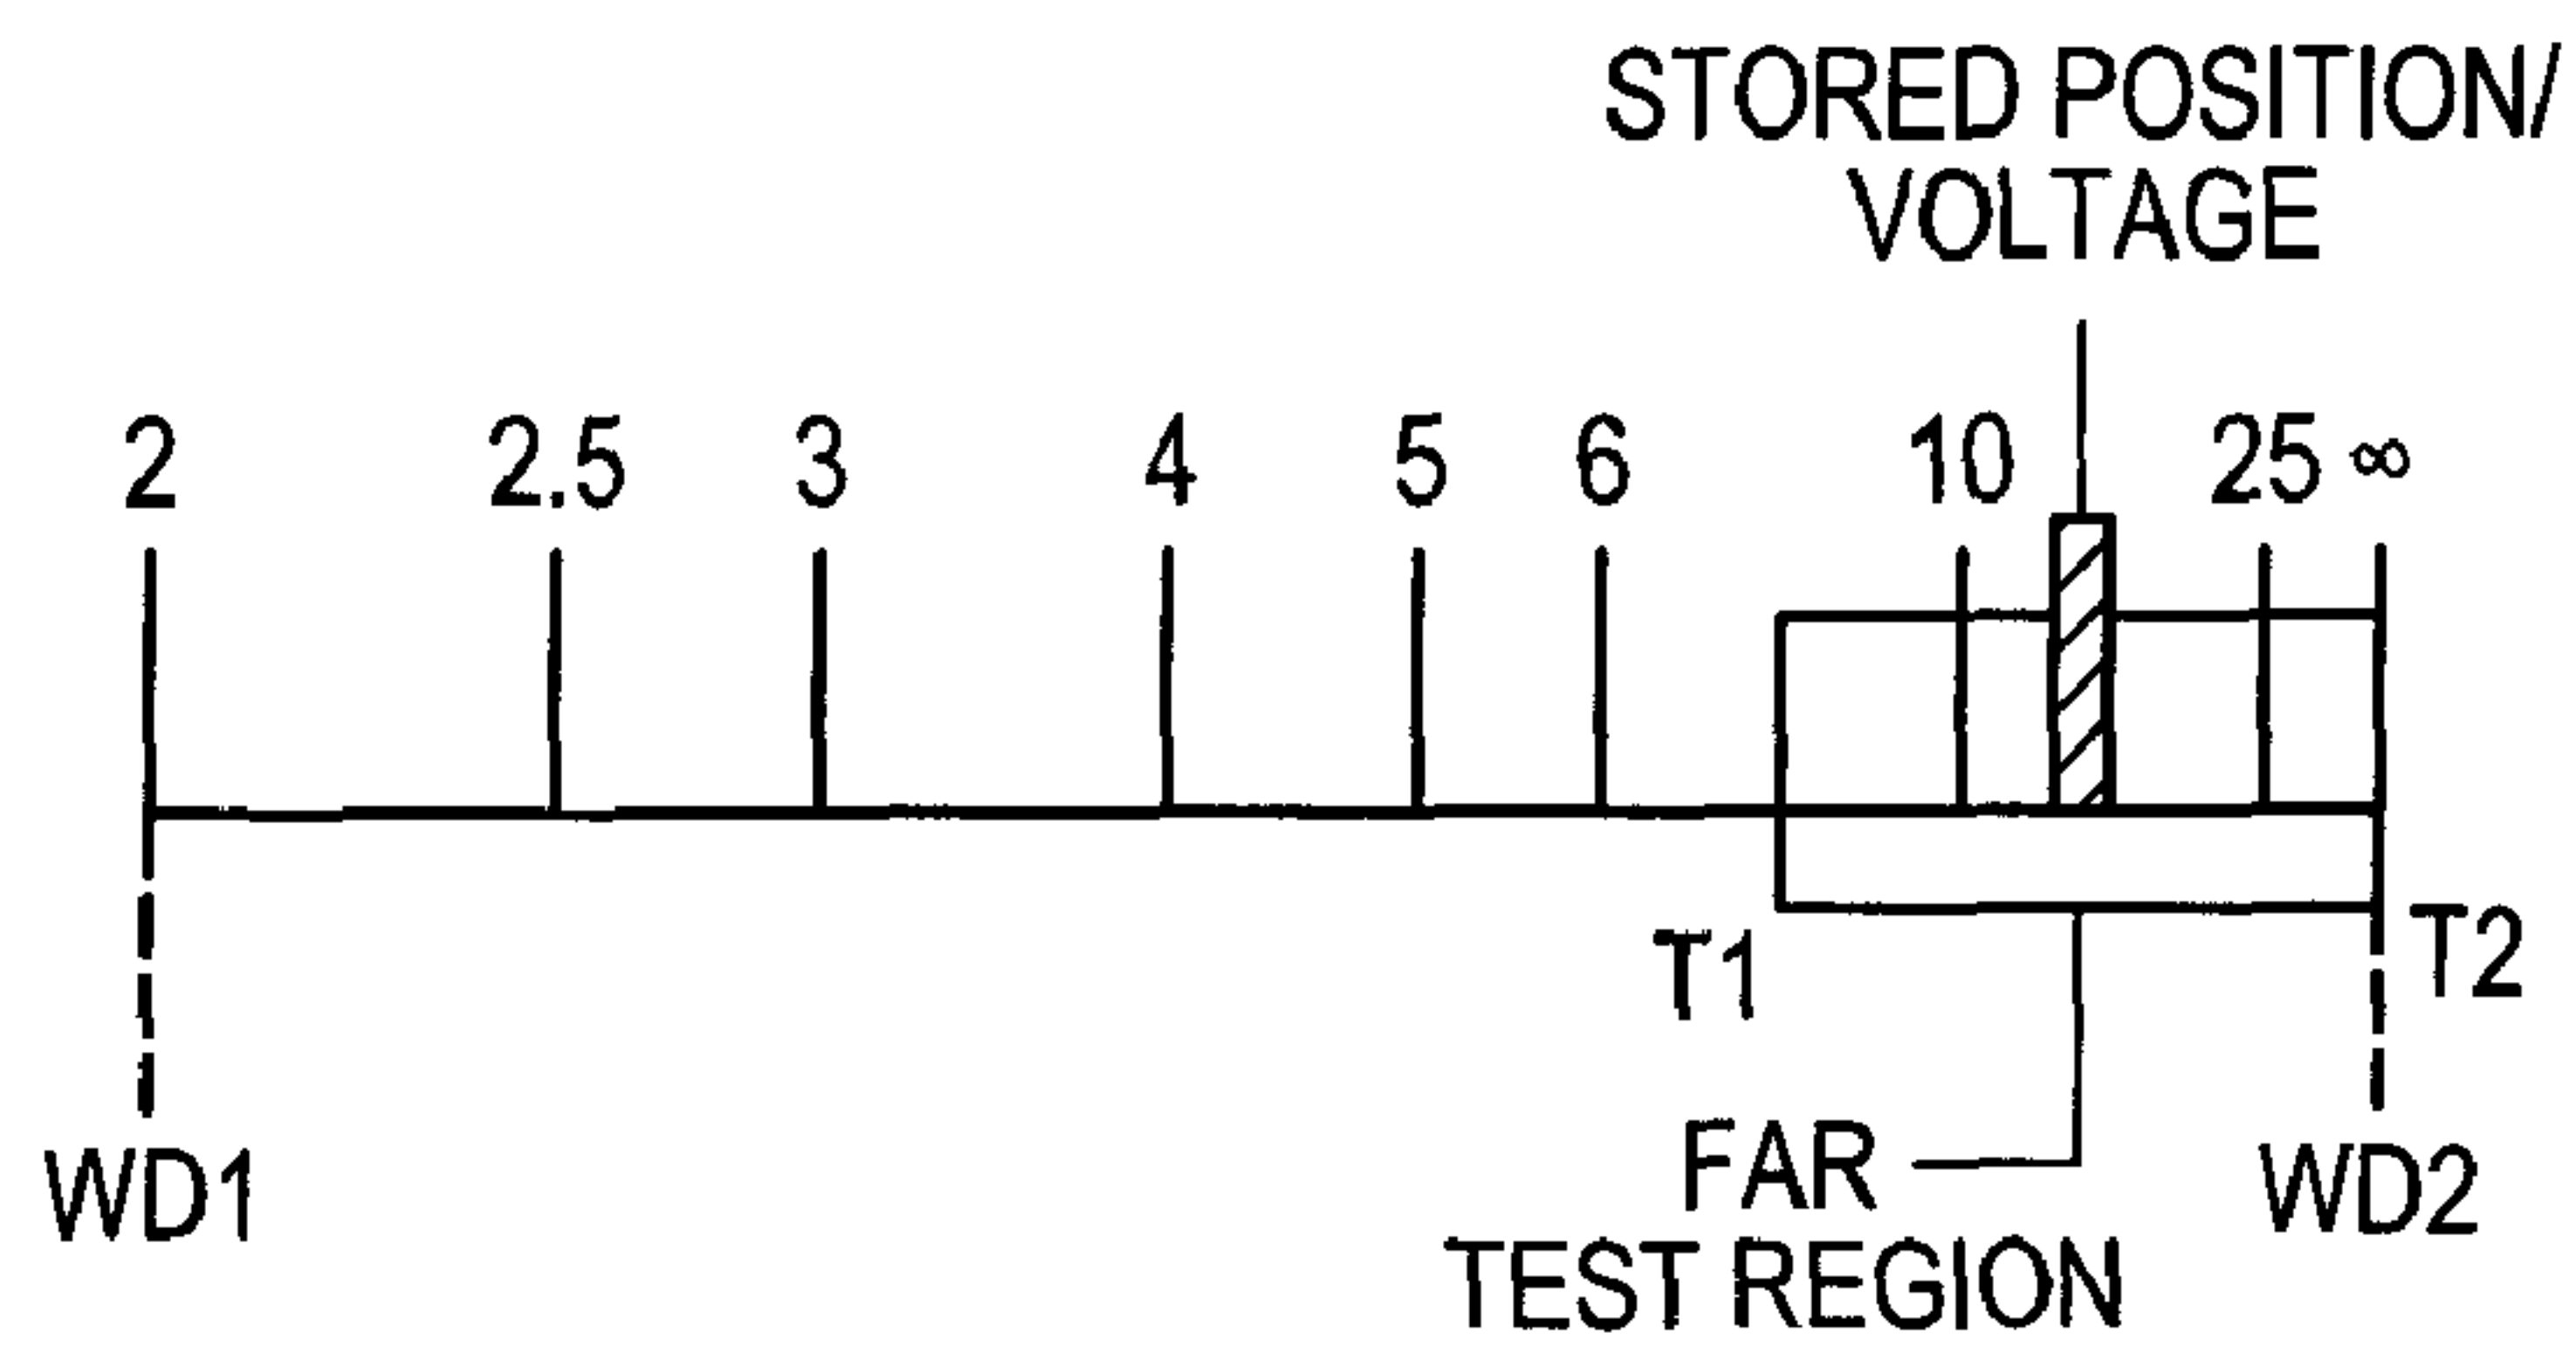 STORED POSITION/
VOLTAGE
2 2.5 3 4 5 6 10 25 ∞
T1 T2
FAR
TEST REGION
WD1 WD2